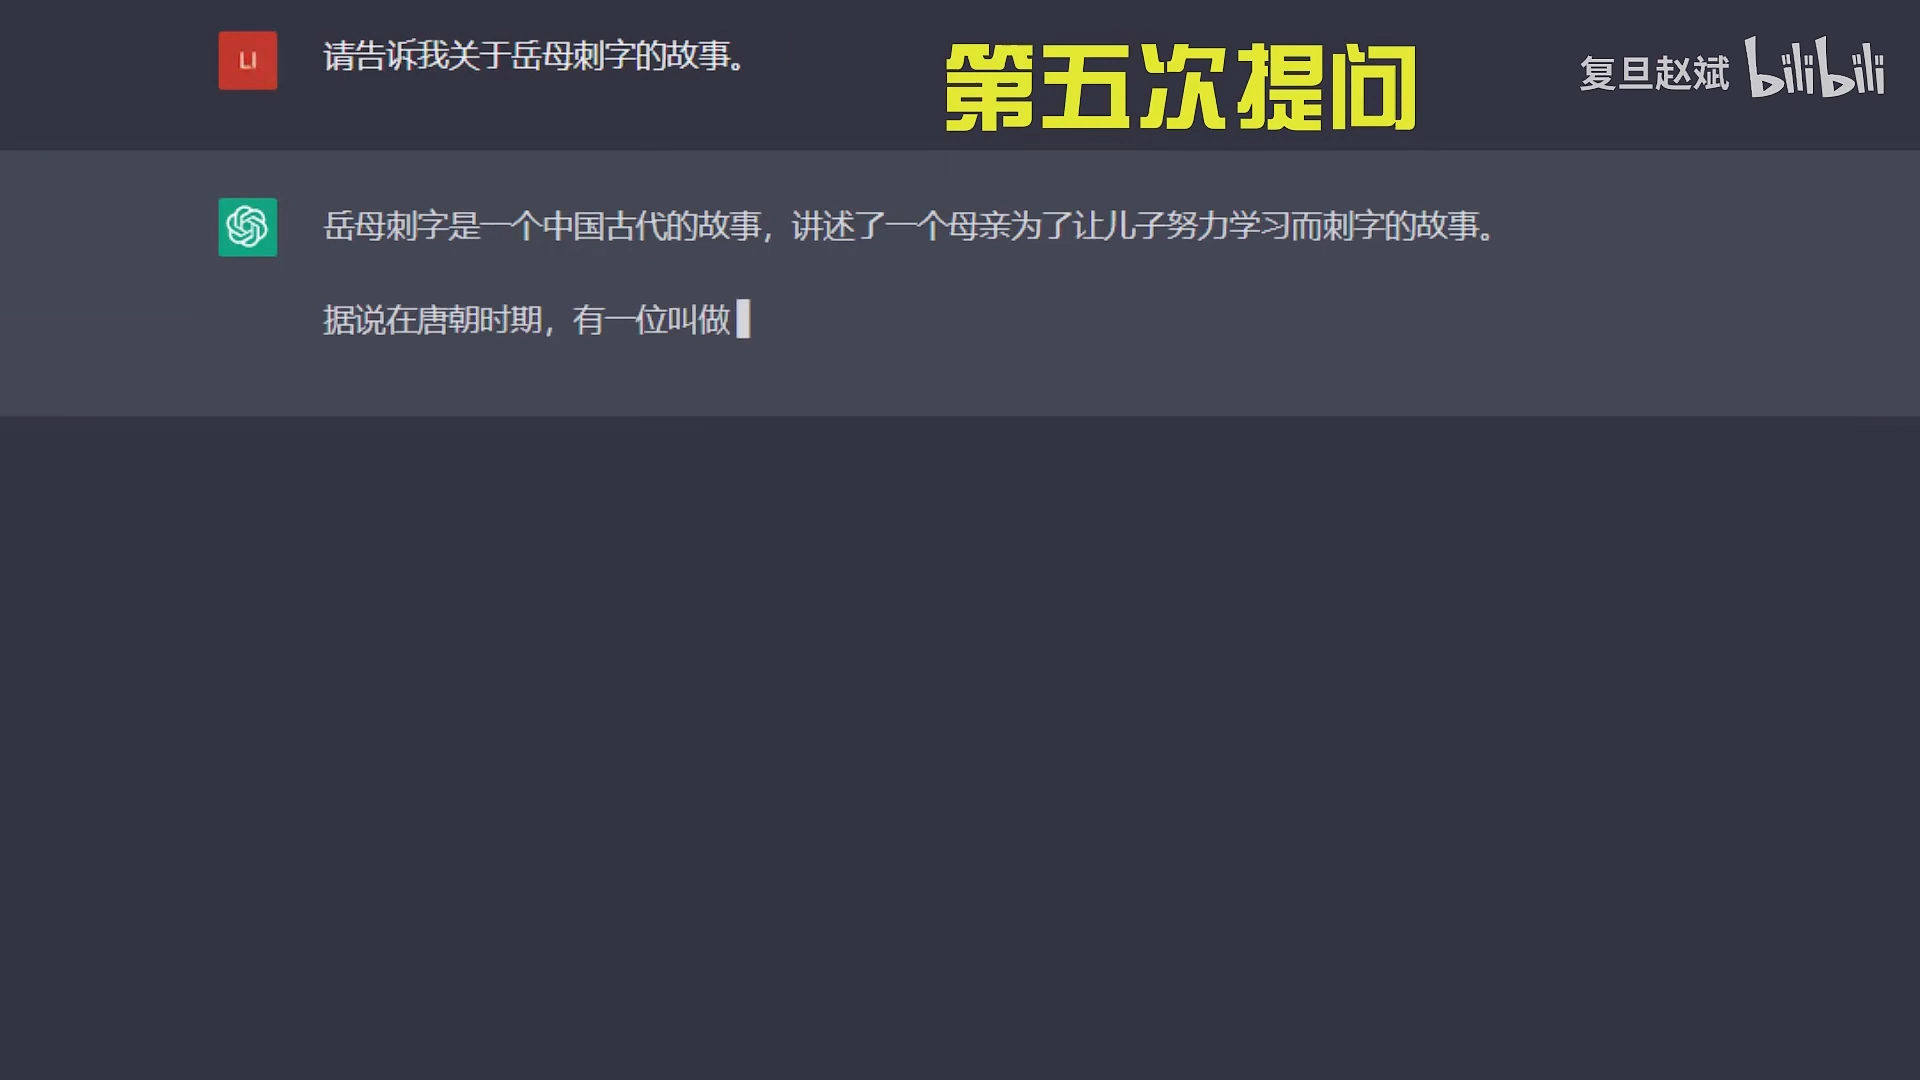 LI
请告诉我关于岳母刺字的故事。
第五次提问
复旦赵斌 bilibili
岳母刺字是一个中国古代的故事，讲述了一个母亲为了让儿子努力学习而刺字的故事。
据说在唐朝时期，有一位叫做